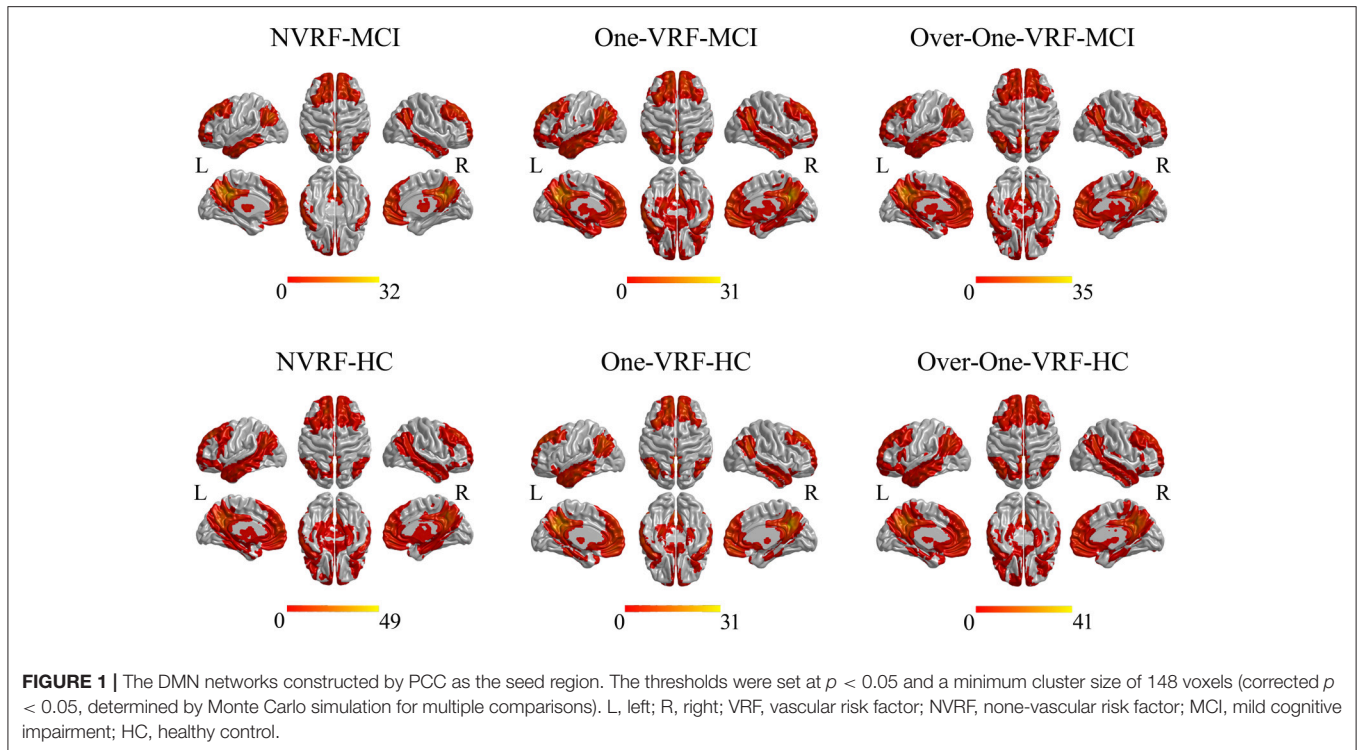 NVRF-MCI One-VRF-MCI Over-One-VRF-MCI
L R L R L R
0 32 0 31 0 35
NVRF-HC One-VRF-HC Over-One-VRF-HC
L R L R L R
0 49 0 31 0 41
FIGURE 1 | The DMN networks constructed by PCC as the seed region. The thresholds were set at p < 0.05 and a minimum cluster size of 148 voxels (corrected p
< 0.05, determined by Monte Carlo simulation for multiple comparisons). L, left; R, right; VRF, vascular risk factor; NVRF, none-vascular risk factor; MCI, mild cognitive
impairment; HC, healthy control.